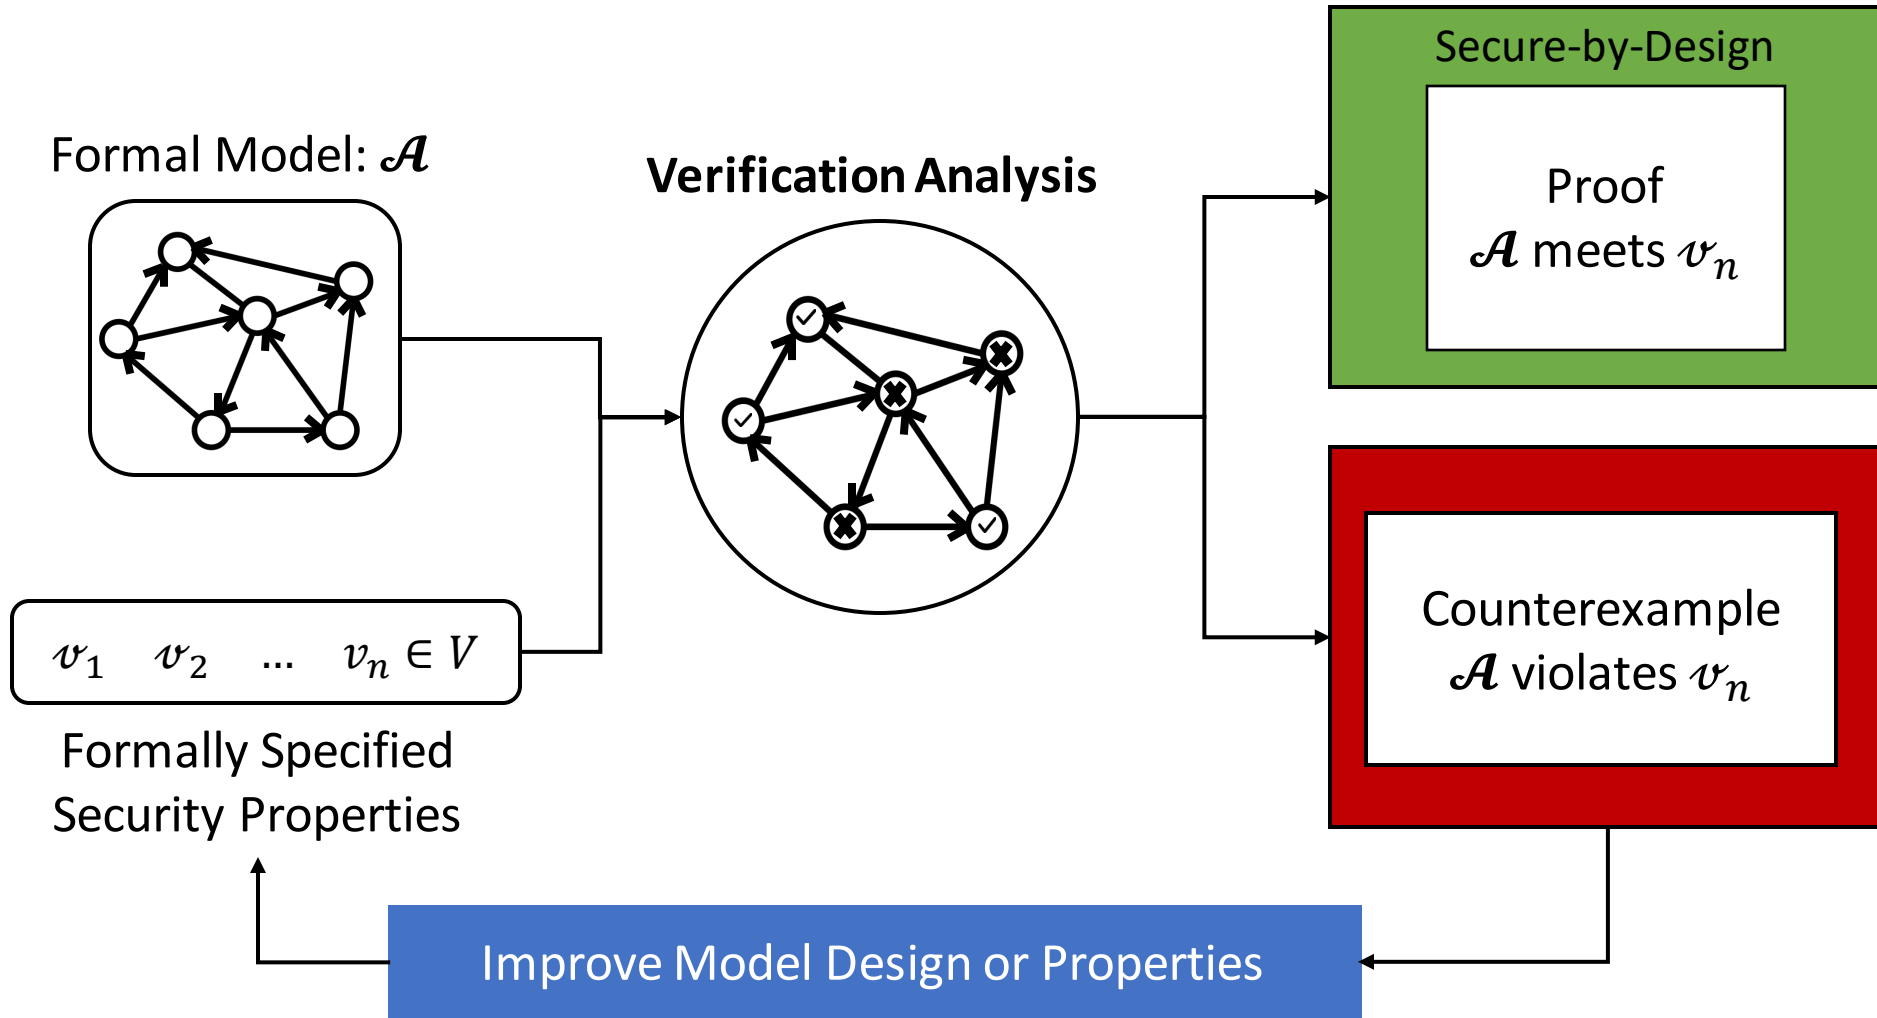 Formal Model: 𝓐
Verification Analysis
Secure-by-Design
Proof
𝓐 meets 𝓋ₙ
𝓋₁ 𝓋₂ ... 𝑣ₙ ∈ 𝑉
Formally Specified
Security Properties
Counterexample
𝓐 violates 𝓋ₙ
Improve Model Design or Properties